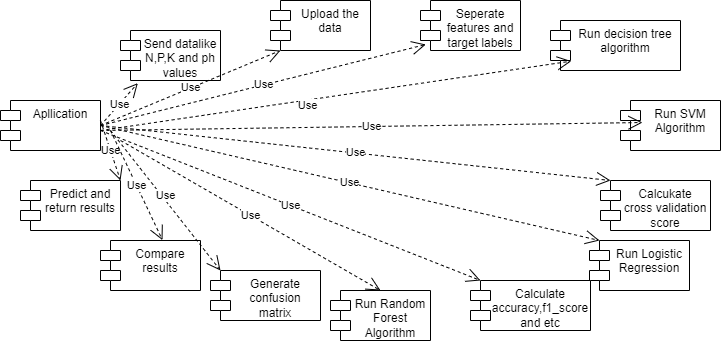 Upload the
data
Seperate
features and
target labels
Run decision tree
algorithm
Send datalike
N,P,K and ph
values
Use
Use
Use
Use
Apllication
Use
Run SVM
Algorithm
Use
Use
Use
Use
Use
Use
Use
Use
Predict and
return results
Calcukate
cross validation
score
Compare
results
Run Logistic
Regression
Generate
confusion
matrix
Run Random
Forest
Algorithm
Calculate
accuracy,f1_score
and etc